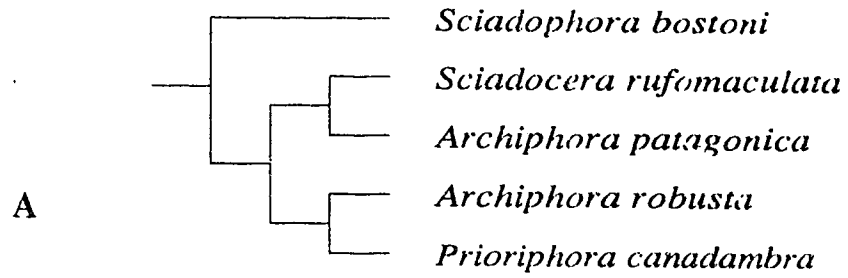 Sciadophora bostoni
Sciadocera rufomaculata
Archiphora patagonica
A
Archiphora robusta
Prioriphora canadambra